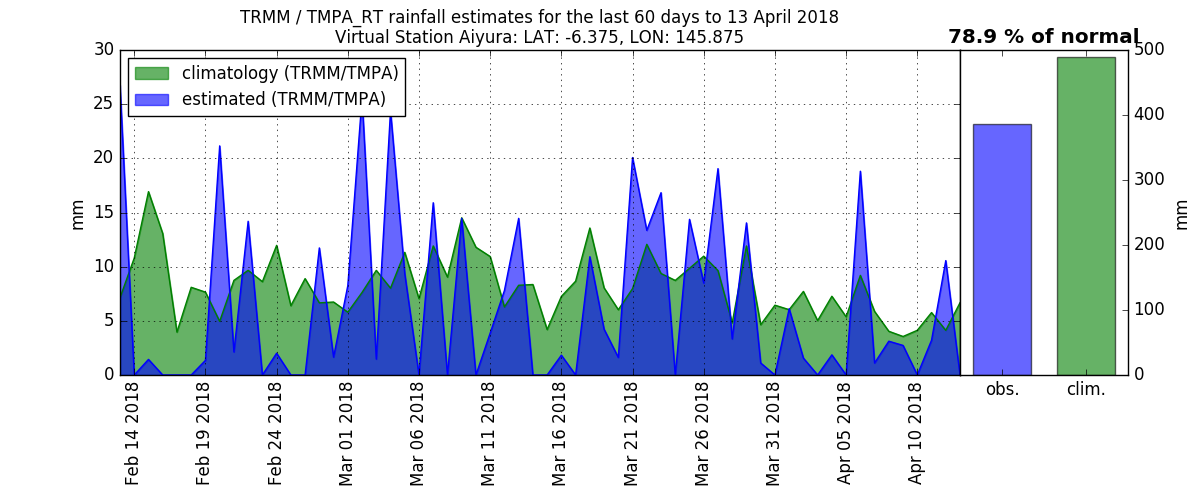 TRMM / TMPA_RT rainfall estimates for the last 60 days to 13 April 2018
Virtual Station Aiyura: LAT: -6.375, LON: 145.875
78.9 % of normal
climatology (TRMM/TMPA)
estimated (TRMM/TMPA)
mm
30
25
20
15
10
5
0
Feb 14 2018
Feb 19 2018
Feb 24 2018
Mar 01 2018
Mar 06 2018
Mar 11 2018
Mar 16 2018
Mar 21 2018
Mar 26 2018
Mar 31 2018
Apr 05 2018
Apr 10 2018
obs.
clim.
500
400
300
200
100
0
mm